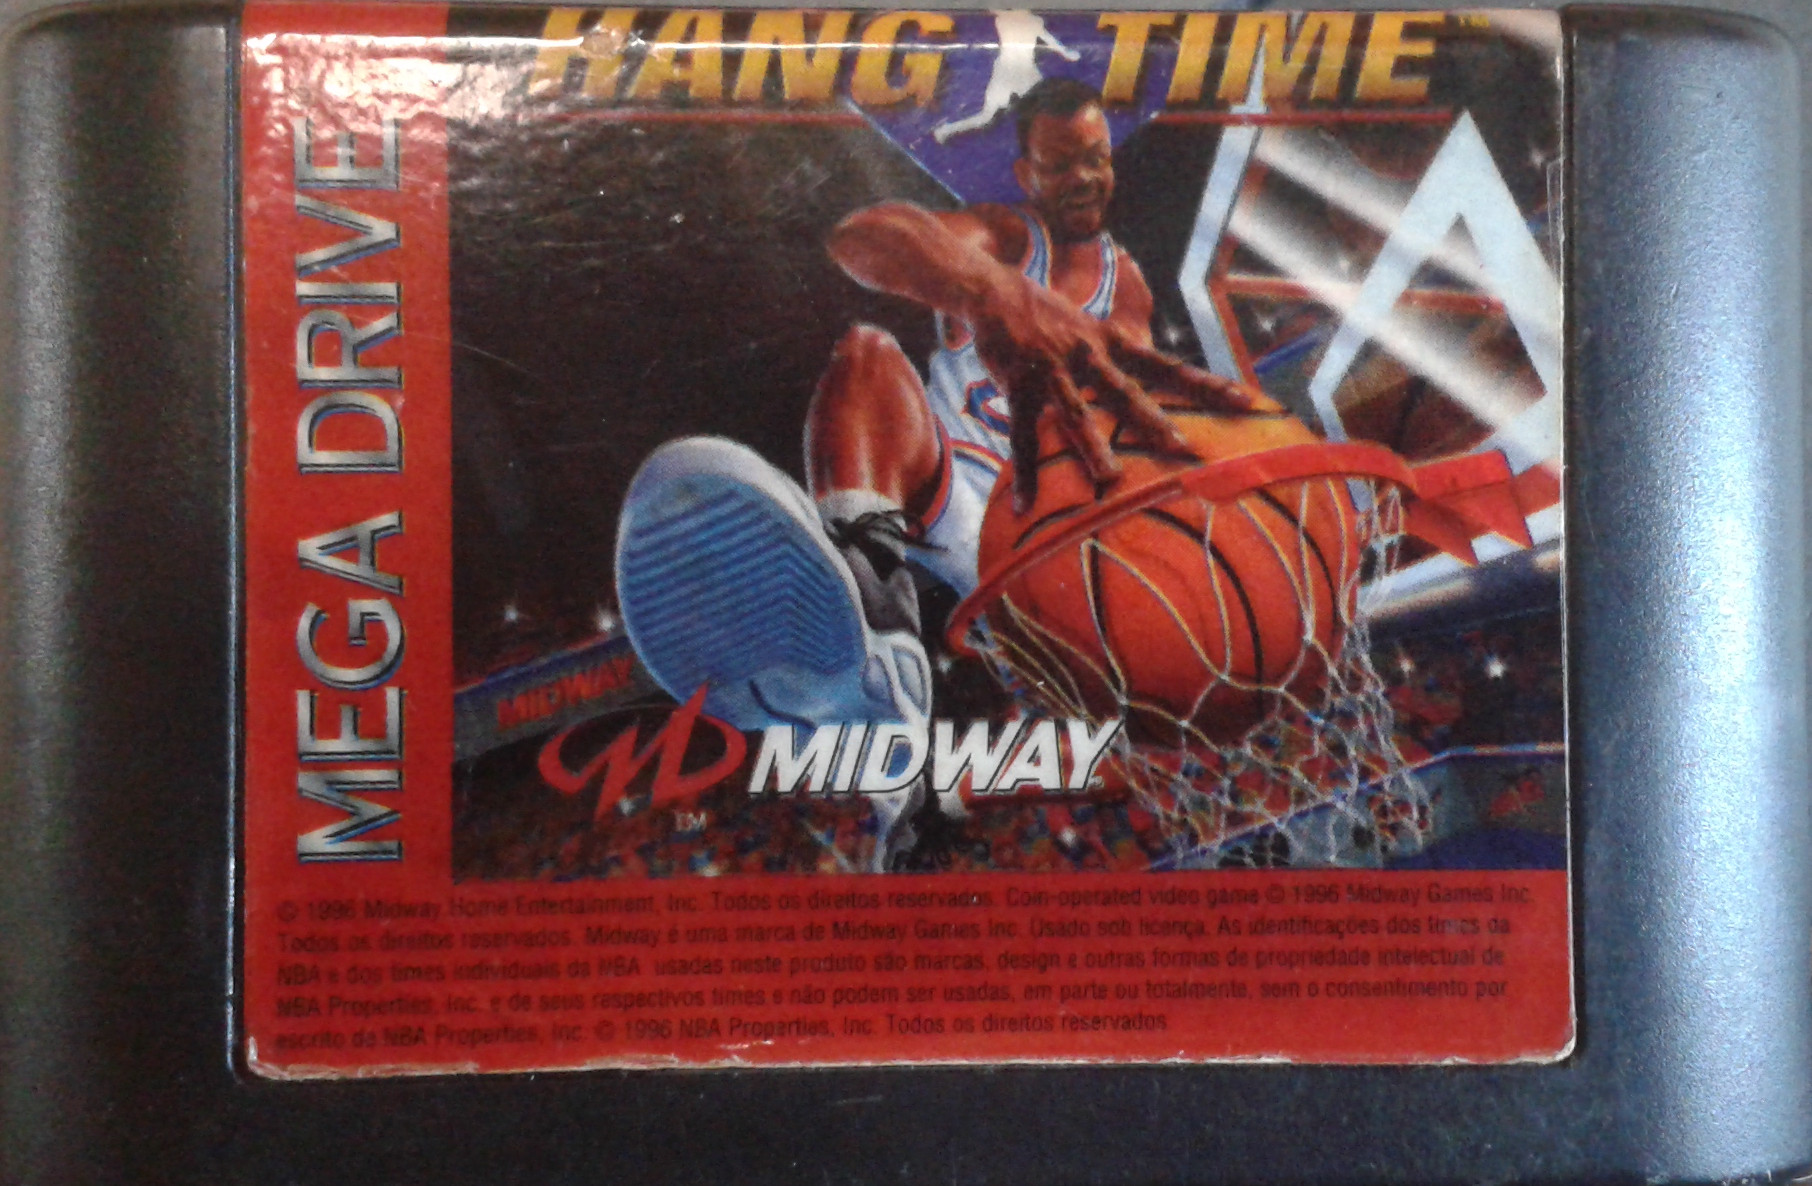 HANG TIME™
MEGA DRIVE
MIDWAY
MIDWAY
TM
© 1996 Midway Home Entertainment, Inc. Todos os direitos reservados. Coin-operated video game © 1996 Midway Games Inc.
Todos os direitos reservados. Midway é uma marca de Midway Games Inc. Usado sob licença. As identificações dos times da
NBA e dos times individuais da NBA usadas neste produto são marcas, design e outras formas de propriedade intelectual de
NBA Properties, Inc. e de seus respectivos times e não podem ser usadas, em parte ou totalmente, sem o consentimento por
escrito da NBA Properties, Inc. © 1996 NBA Properties, Inc. Todos os direitos reservados